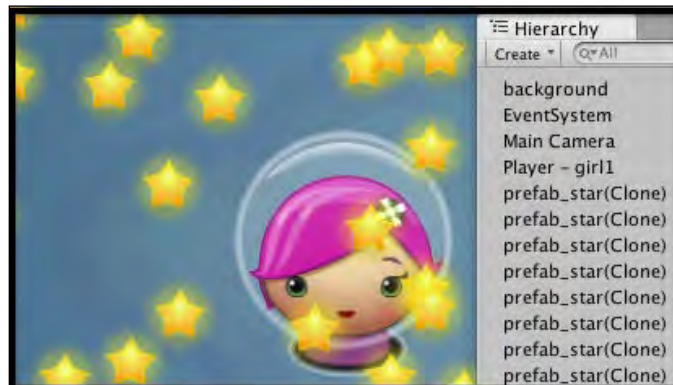 Hierarchy
Create All
background
EventSystem
Main Camera
Player - girl1
prefab_star(Clone)
prefab_star(Clone)
prefab_star(Clone)
prefab_star(Clone)
prefab_star(Clone)
prefab_star(Clone)
prefab_star(Clone)
prefab_star(Clone)